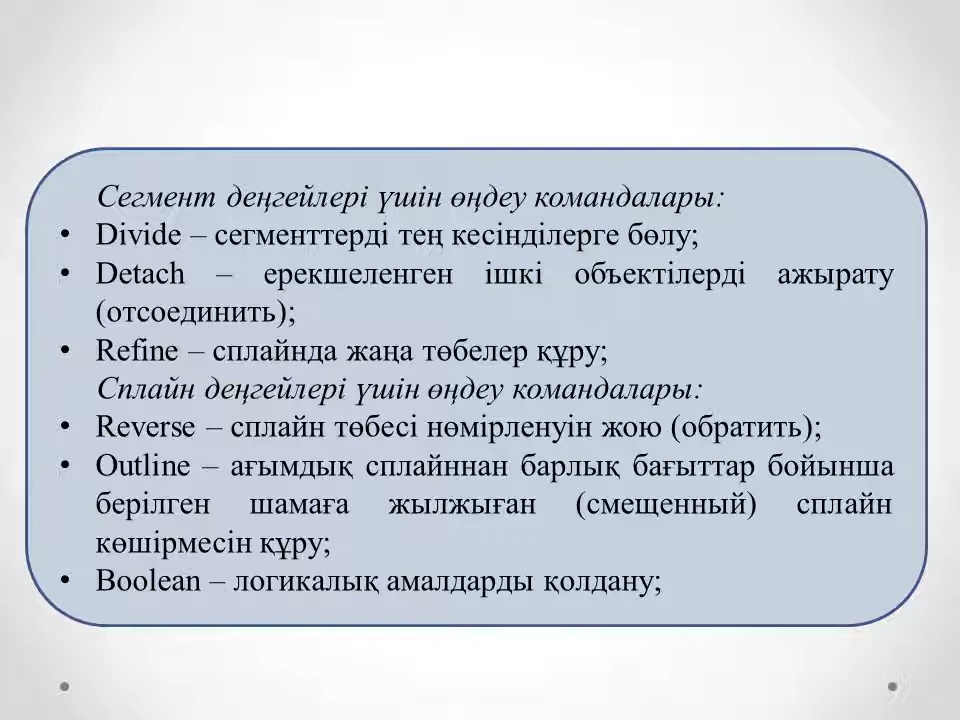 Сегмент деңгейлері үшін өңдеу командалары:
• Divide – сегменттерді тең кесінділерге бөлу;
• Detach – ерекшеленген ішкі объектілерді ажырату
(отсоединить);
• Refine – сплайнда жаңа төбелер құру;
Сплайн деңгейлері үшін өңдеу командалары:
• Reverse – сплайн төбесі нөмірленуін жою (обратить);
• Outline – ағымдық сплайннан барлық бағыттар бойынша
берілген шамаға жылжыған (смещенный) сплайн
көшірмесін құру;
• Boolean – логикалық амалдарды қолдану;